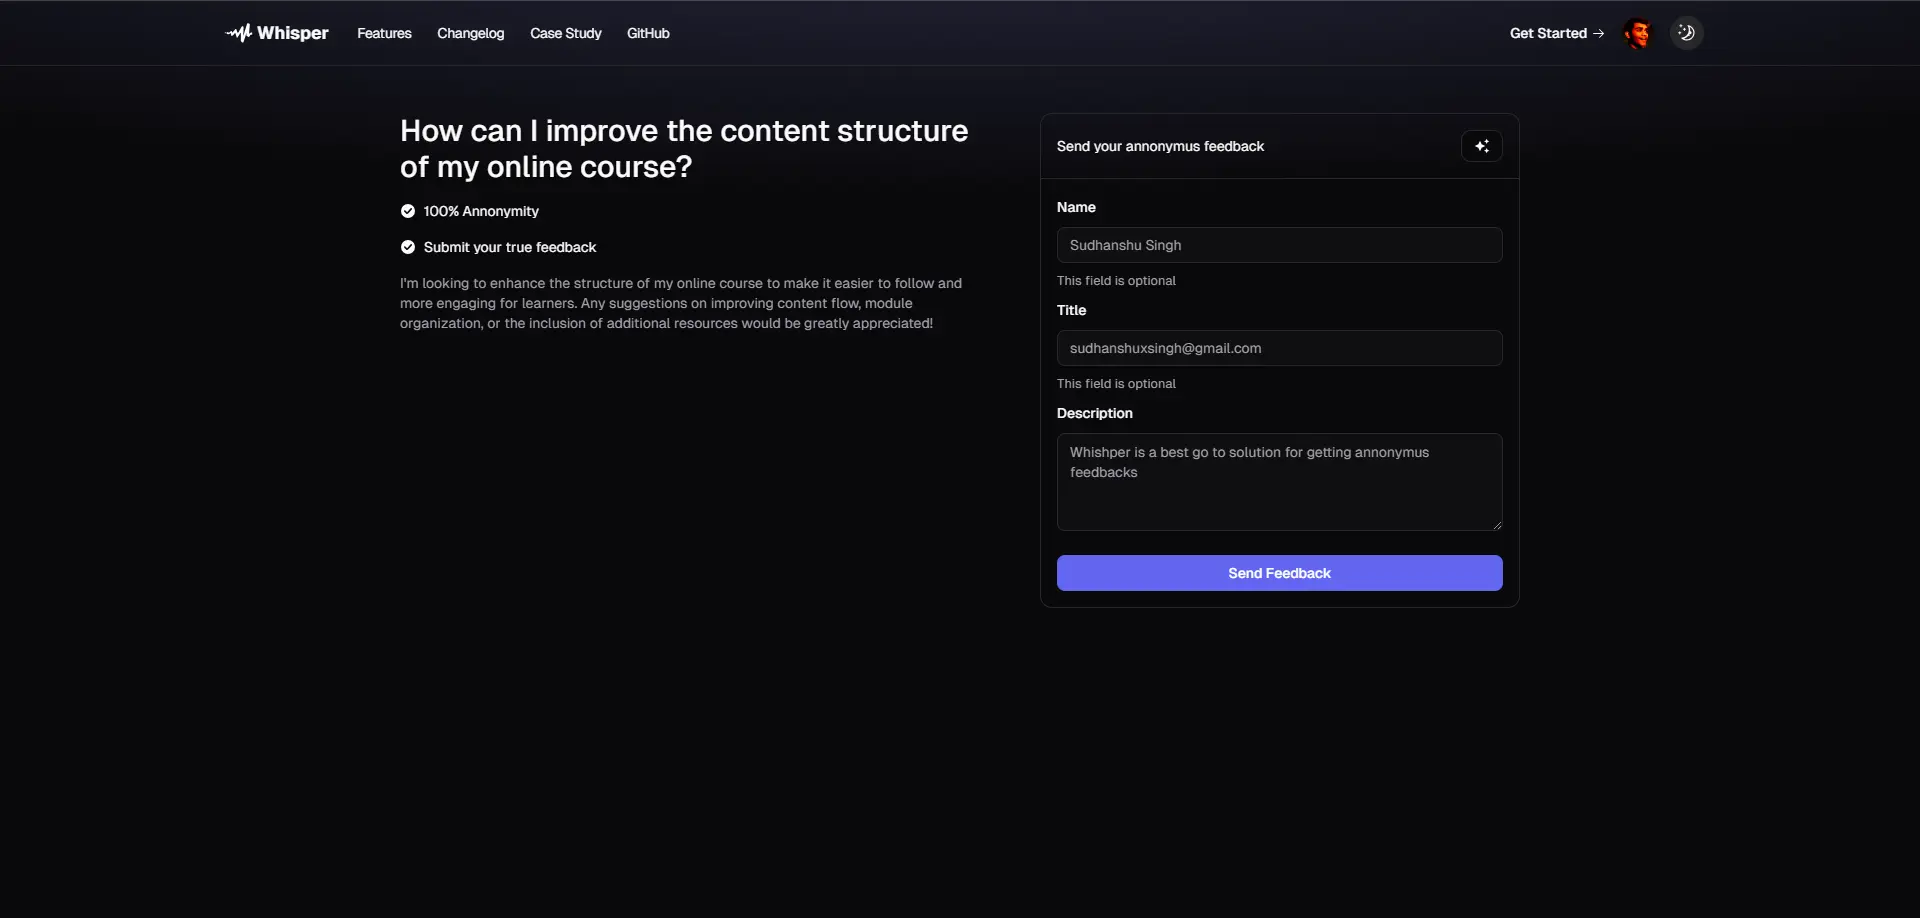 Whisper
Features
Changelog
Case Study
GitHub
Get Started →
How can I improve the content structure
of my online course?
100% Annonymity
Submit your true feedback
I'm looking to enhance the structure of my online course to make it easier to follow and
more engaging for learners. Any suggestions on improving content flow, module
organization, or the inclusion of additional resources would be greatly appreciated!
Send your annonymus feedback
Name
Sudhanshu Singh
This field is optional
Title
sudhanshuxsingh@gmail.com
This field is optional
Description
Whishper is a best go to solution for getting annonymus
feedbacks
Send Feedback